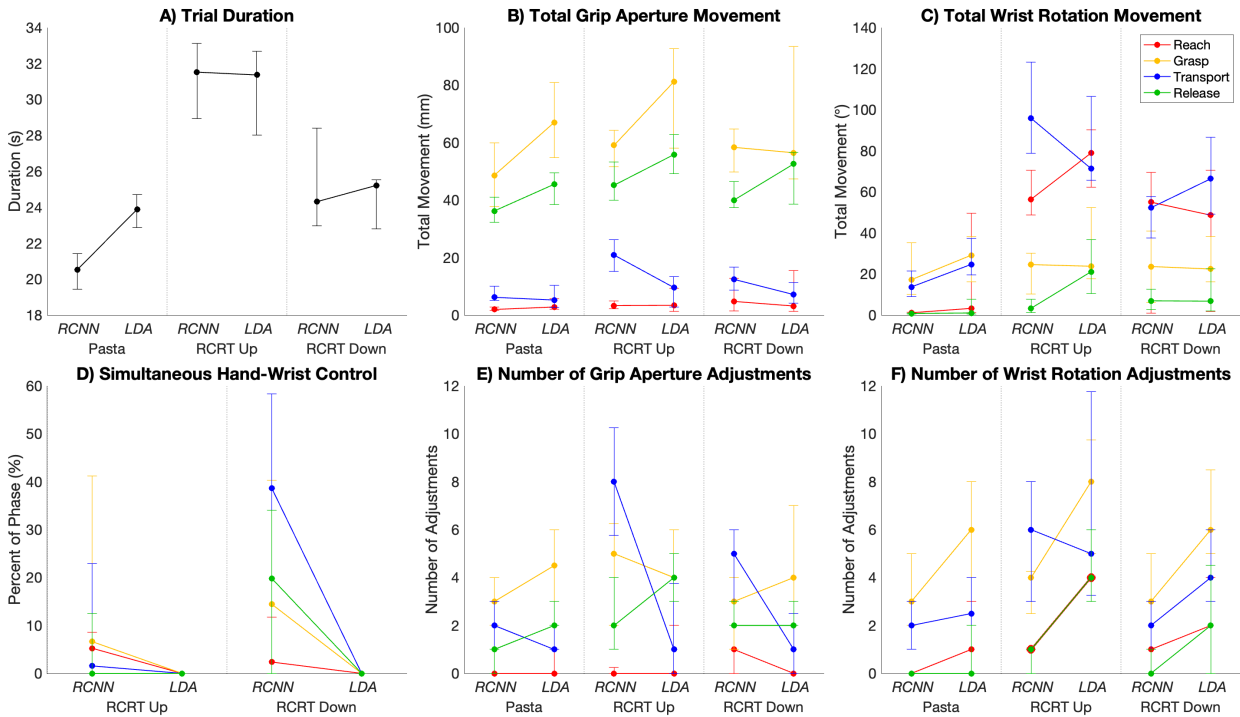 A) Trial Duration
34
32
30
28
26
24
22
20
18
Duration (s)
RCNN LDA RCNN LDA RCNN LDA
Pasta RCRT Up RCRT Down
B) Total Grip Aperture Movement
100
80
60
40
20
0
Total Movement (mm)
RCNN LDA RCNN LDA RCNN LDA
Pasta RCRT Up RCRT Down
C) Total Wrist Rotation Movement
140
120
100
80
60
40
20
0
Total Movement (°)
Reach
Grasp
Transport
Release
RCNN LDA RCNN LDA RCNN LDA
Pasta RCRT Up RCRT Down
D) Simultaneous Hand-Wrist Control
60
50
40
30
20
10
0
Percent of Phase (%)
RCNN LDA RCNN LDA
RCRT Up RCRT Down
E) Number of Grip Aperture Adjustments
12
10
8
6
4
2
0
Number of Adjustments
RCNN LDA RCNN LDA RCNN LDA
Pasta RCRT Up RCRT Down
F) Number of Wrist Rotation Adjustments
12
10
8
6
4
2
0
Number of Adjustments
RCNN LDA RCNN LDA RCNN LDA
Pasta RCRT Up RCRT Down